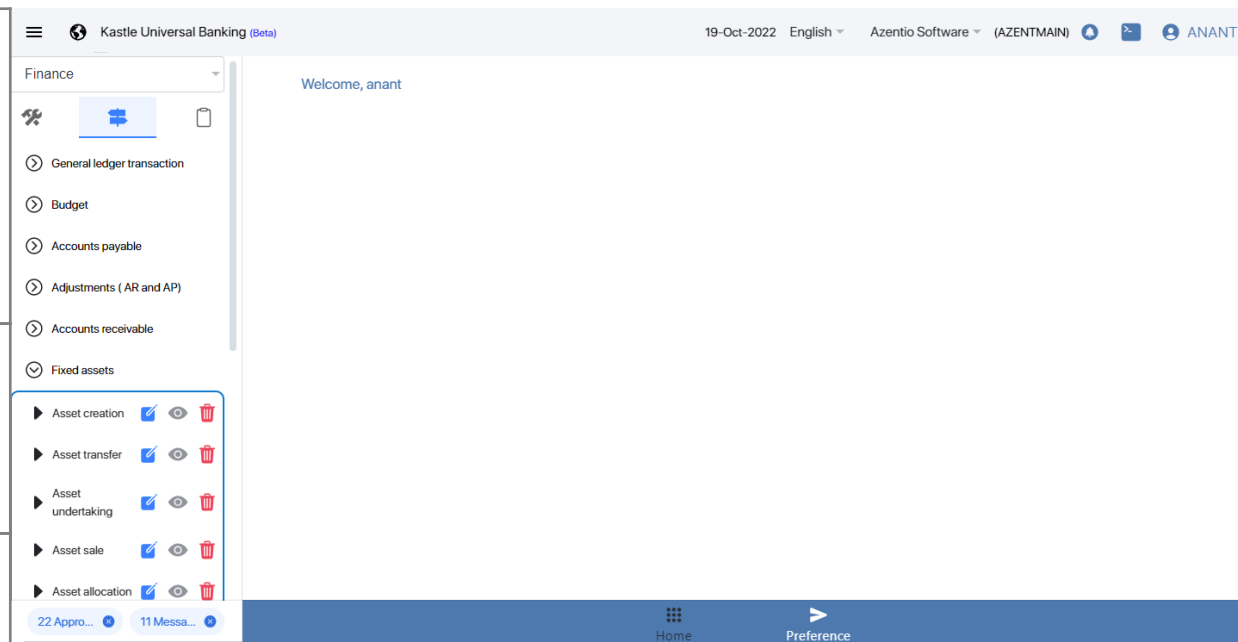 Kastle Universal Banking (Beta)
19-Oct-2022 English Azentio Software (AZENTMAIN) ANANT
Finance
Welcome, anant
General ledger transaction
Budget
Accounts payable
Adjustments ( AR and AP)
Accounts receivable
Fixed assets
Asset creation
Asset transfer
Asset
undertaking
Asset sale
Asset allocation
22 Appro... 11 Messa...
Home Preference